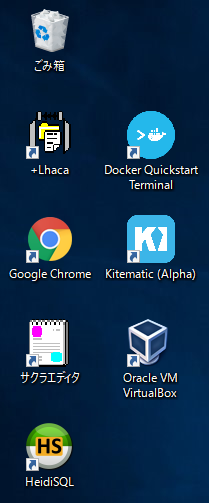 ごみ箱
+Lhaca
Docker Quickstart
Terminal
Google Chrome
Kitematic (Alpha)
サクラエディタ
Oracle VM
VirtualBox
HS
HeidiSQL